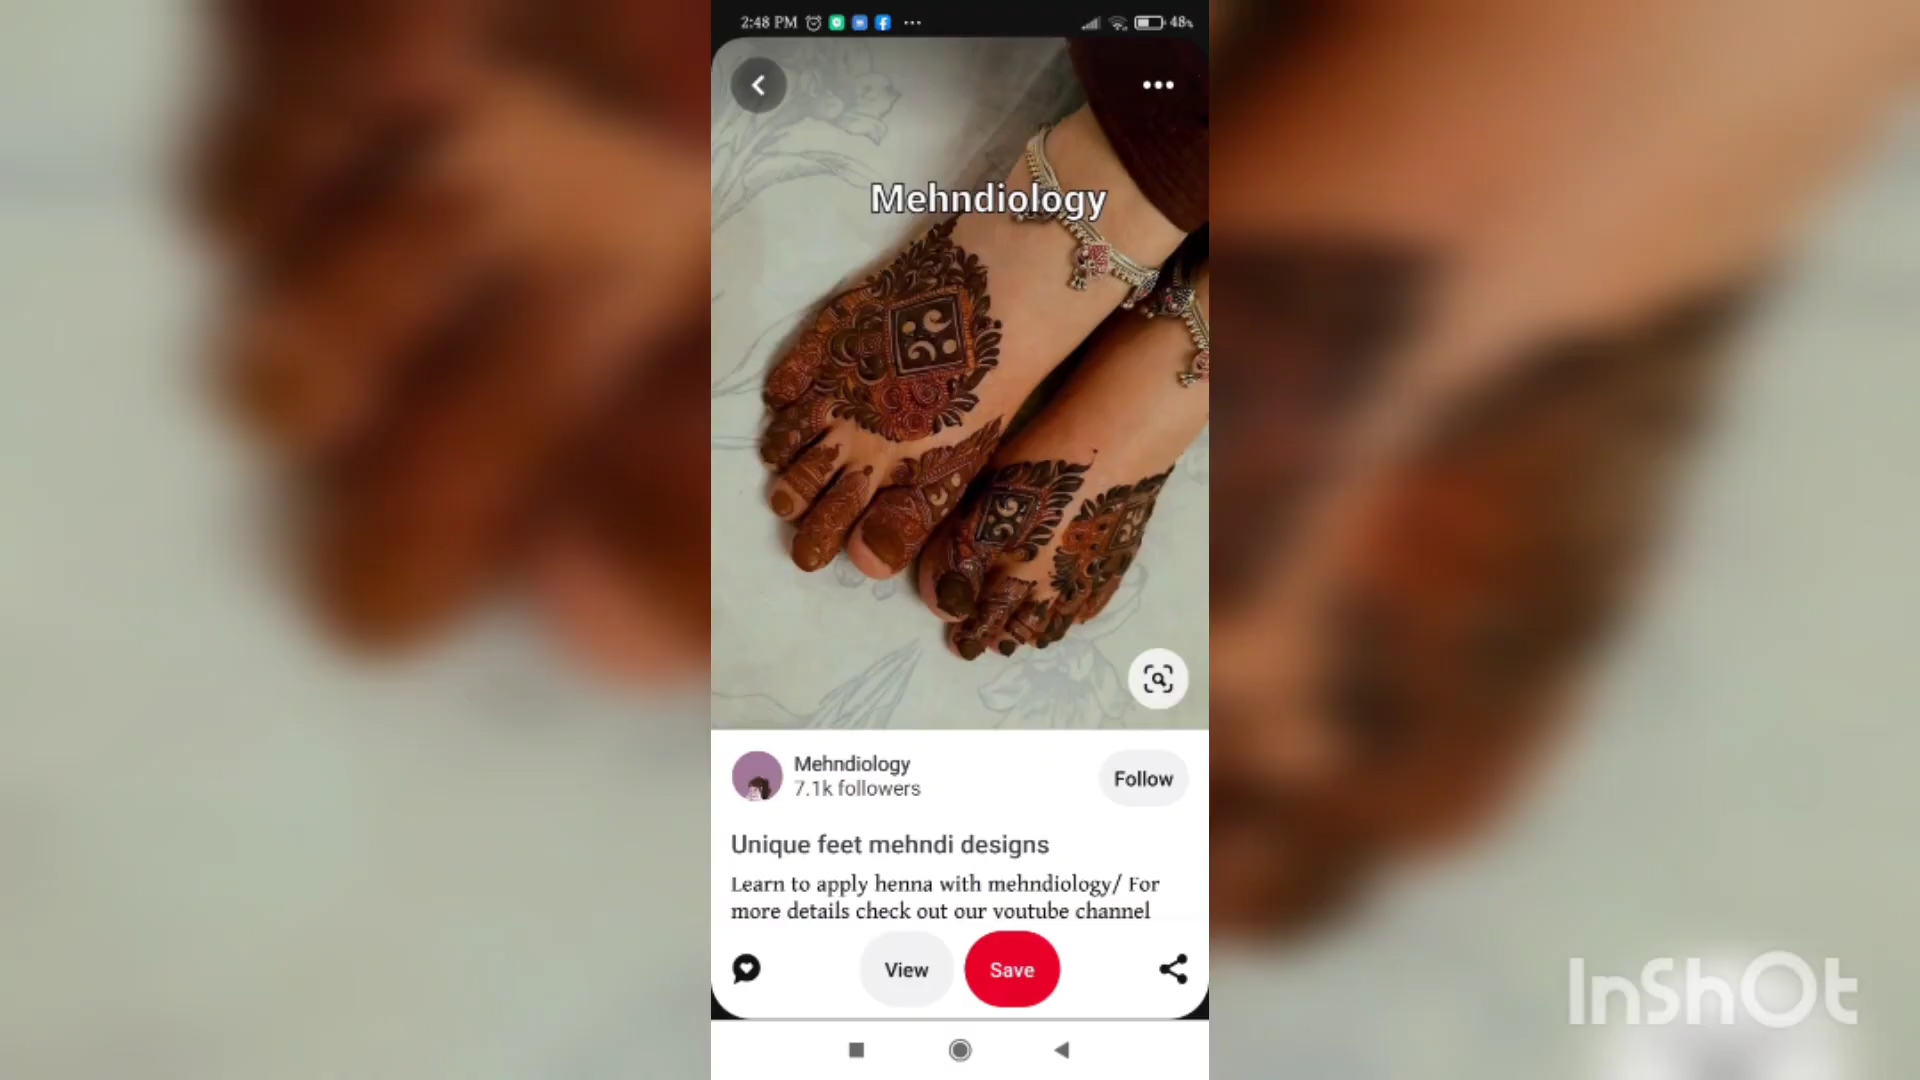 2:48 PM
48%
Mehndiology
Mehndiology
7.1k followers
Follow
Unique feet mehndi designs
Learn to apply henna with mehndiology/ For
more details check out our youtube channel
View
Save
InShOt